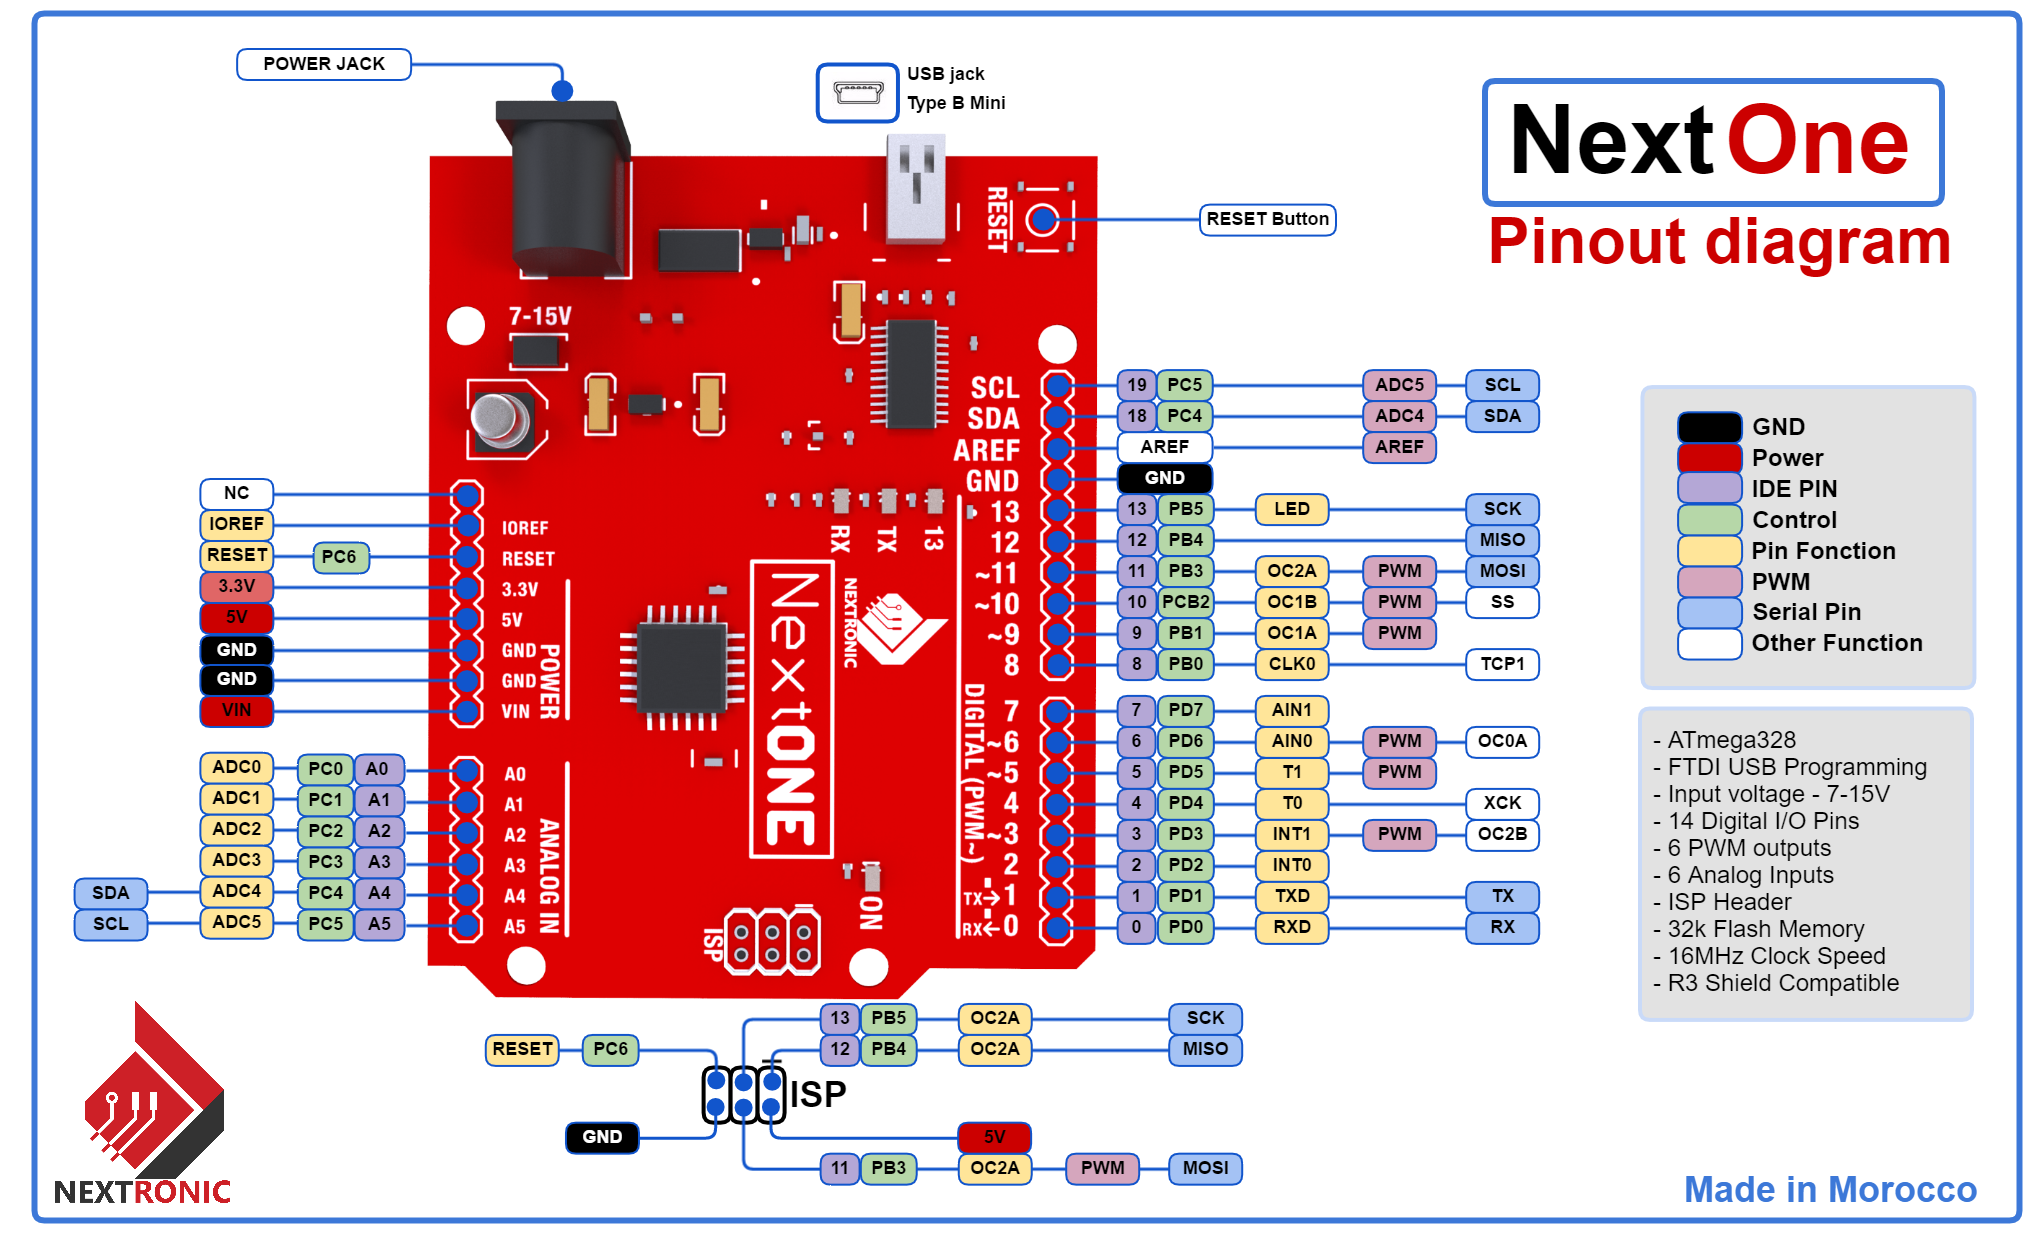 POWER JACK
USB jack
Type B Mini
NextOne
Pinout diagram
RESET
RESET Button
7-15V
SCL 19 PC5 ADC5 SCL
SDA 18 PC4 ADC4 SDA
AREF AREF AREF
GND GND
13 13 PB5 LED SCK
12 12 PB4 MISO
~11 11 PB3 OC2A PWM MOSI
~10 10 PCB2 OC1B PWM SS
~9 9 PB1 OC1A PWM
8 8 PB0 CLK0 TCP1
7 7 PD7 AIN1
~6 6 PD6 AIN0 PWM OC0A
~5 5 PD5 T1 PWM
4 4 PD4 T0 XCK
~3 3 PD3 INT1 PWM OC2B
2 2 PD2 INT0
TX→1 1 PD1 TXD TX
RX←0 0 PD0 RXD RX
DIGITAL (PWM~)
RX
TX
13
NC
IOREF IOREF
RESET PC6 RESET
3.3V 3.3V
5V 5V
GND GND
GND GND
VIN VIN
POWER
ADC0 PC0 A0 A0
ADC1 PC1 A1 A1
ADC2 PC2 A2 A2
ADC3 PC3 A3 A3
SDA ADC4 PC4 A4 A4
SCL ADC5 PC5 A5 A5
ANALOG IN
NextONE
NEXTRONIC
ON
ISP
GND
Power
IDE PIN
Control
Pin Fonction
PWM
Serial Pin
Other Function
- ATmega328
- FTDI USB Programming
- Input voltage - 7-15V
- 14 Digital I/O Pins
- 6 PWM outputs
- 6 Analog Inputs
- ISP Header
- 32k Flash Memory
- 16MHz Clock Speed
- R3 Shield Compatible
13 PB5 OC2A SCK
RESET PC6 12 PB4 OC2A MISO
ISP
GND 5V
11 PB3 OC2A PWM MOSI
NEXTRONIC
Made in Morocco